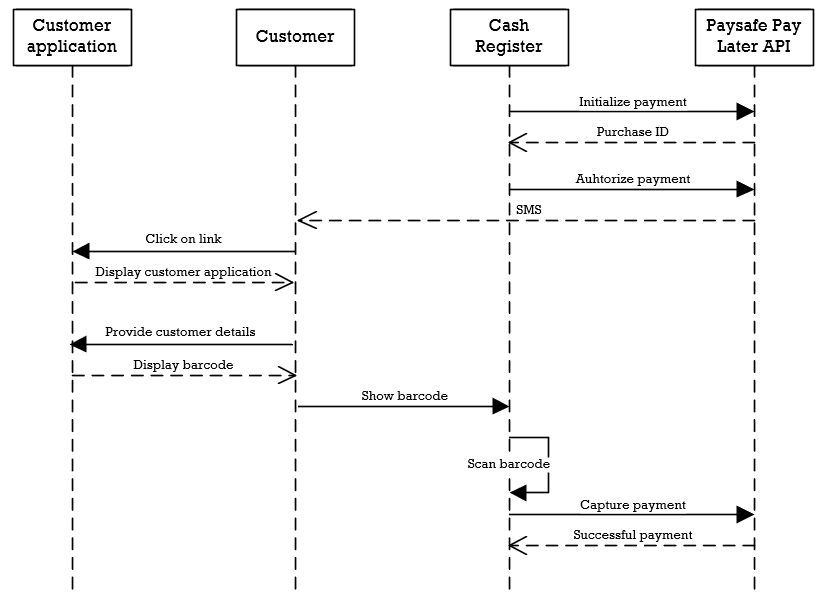 Customer
application
Customer
Cash
Register
Paysafe Pay
Later API
Initialize payment
Purchase ID
Auhtorize payment
SMS
Click on link
Display customer application
Provide customer details
Display barcode
Show barcode
Scan barcode
Capture payment
Successful payment